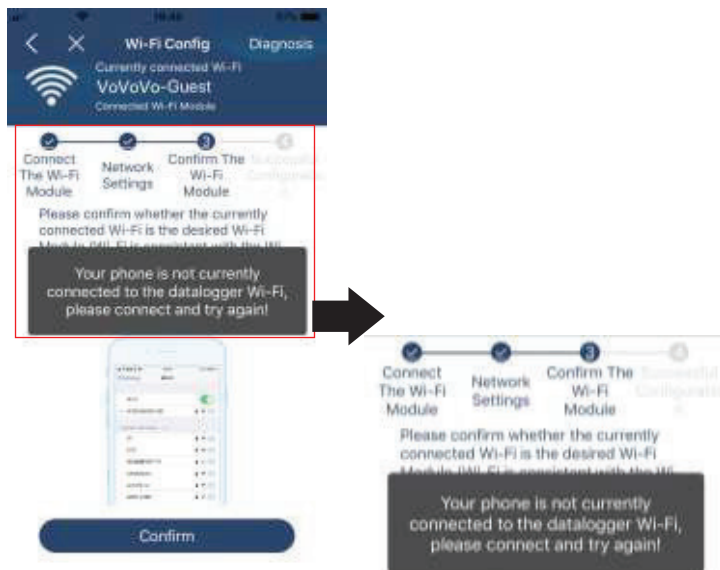 Wi-Fi Config
Diagnosis
Currently connected Wi-Fi
VoVoVo-Guest
Connected Wi-Fi Module
3
4
Connect
The Wi-Fi
Module
Network
Settings
Confirm The
Wi-Fi
Module
Please confirm whether the currently
connected Wi-Fi is the desired Wi-Fi
Your phone is not currently
connected to the datalogger Wi-Fi,
please connect and try again!
Confirm
3
Connect
The Wi-Fi
Module
Network
Settings
Confirm The
Wi-Fi
Module
Please confirm whether the currently
connected Wi-Fi is the desired Wi-Fi
Your phone is not currently
connected to the datalogger Wi-Fi,
please connect and try again!